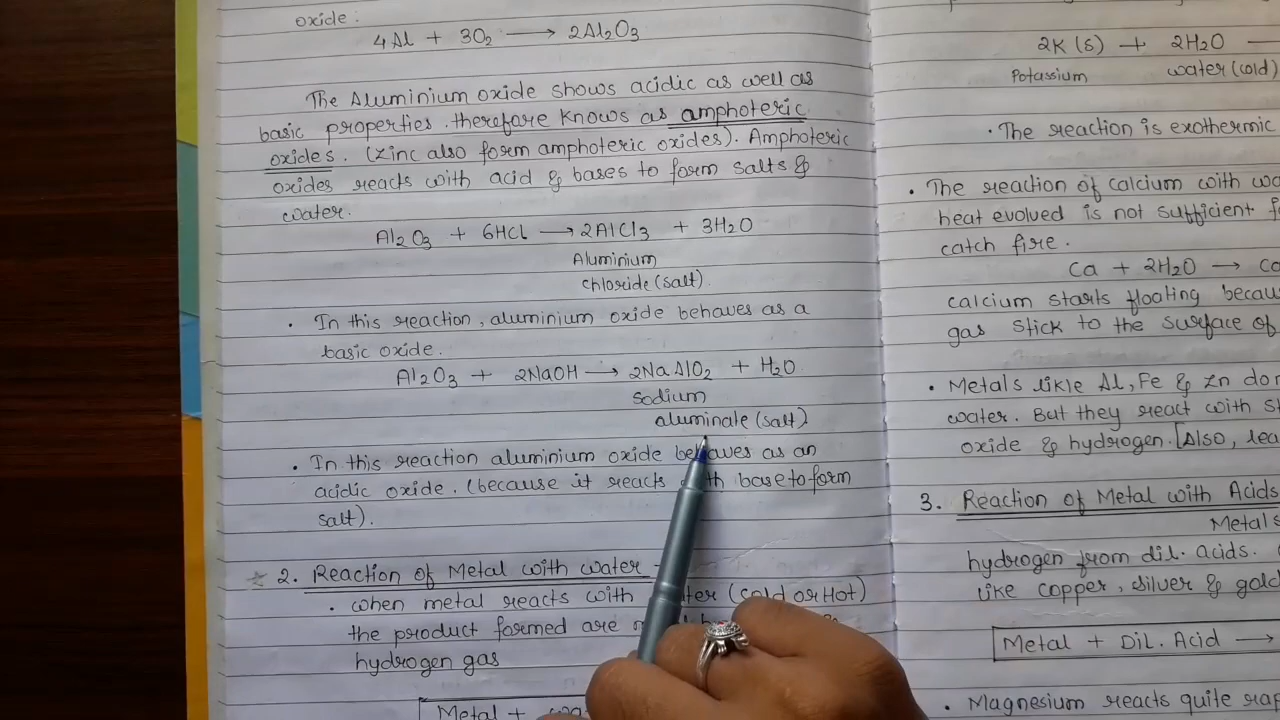 oxide:
4Al + 3O₂ ⟶ 2Al₂O₃
The Aluminium oxide shows acidic as well as
basic properties therefore knows as amphoteric
oxides. (Zinc also form amphoteric oxides). Amphoteric
oxides reacts with acid & bases to form salts &
water.
Al₂O₃ + 6HCl ⟶ 2AlCl₃ + 3H₂O
Aluminium
chloride (salt)
· In this reaction, aluminium oxide behaves as a
basic oxide.
Al₂O₃ + 2NaOH ⟶ 2NaAlO₂ + H₂O
Sodium
aluminate (salt)
· In this reaction aluminium oxide behaves as an
acidic oxide. (because it reacts with base to form
salt).
2. Reaction of Metal with water -
· when metal reacts with water (cold or Hot)
the product formed are
hydrogen gas
Metal +
2K (s) + 2H₂O —
Potassium water (cold)
· The reaction is exothermic
· The reaction of calcium with
heat evolved is not sufficient
catch fire.
Ca + 2H₂O →
calcium starts floating
gas stick to the surface of
· Metals likle Al, Fe & Zn
water. But they react with
oxide & hydrogen. [Also,
3. Reaction of Metal with Acids
Metals
hydrogen from dil. acids.
like copper, silver & gold
Metal + Dil. Acid ⟶
· Magnesium reacts quite